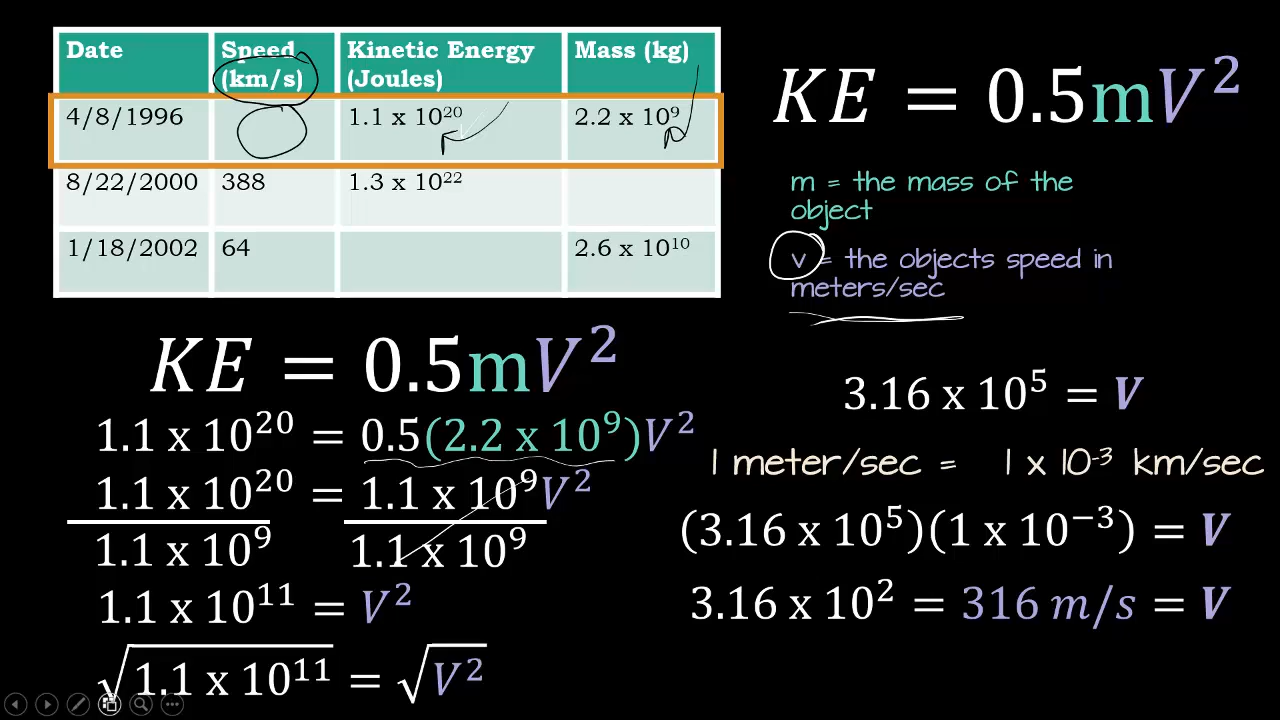 Date Speed (km/s) Kinetic Energy (Joules) Mass (kg)
4/8/1996 1.1 x 10²⁰ 2.2 x 10⁹
8/22/2000 388 1.3 x 10²²
1/18/2002 64 2.6 x 10¹⁰
KE = 0.5mV²
m = the mass of the
object
v = the objects speed in
meters/sec
KE = 0.5mV²
1.1 x 10²⁰ = 0.5(2.2 x 10⁹)V²
1.1 x 10²⁰ = 1.1 x 10⁹V²
1.1 x 10⁹ 1.1 x 10⁹
1.1 x 10¹¹ = V²
√1.1 x 10¹¹ = √V²
3.16 x 10⁵ = V
1 meter/sec = 1 x 10⁻³ km/sec
(3.16 x 10⁵)(1 x 10⁻³) = V
3.16 x 10² = 316 m/s = V